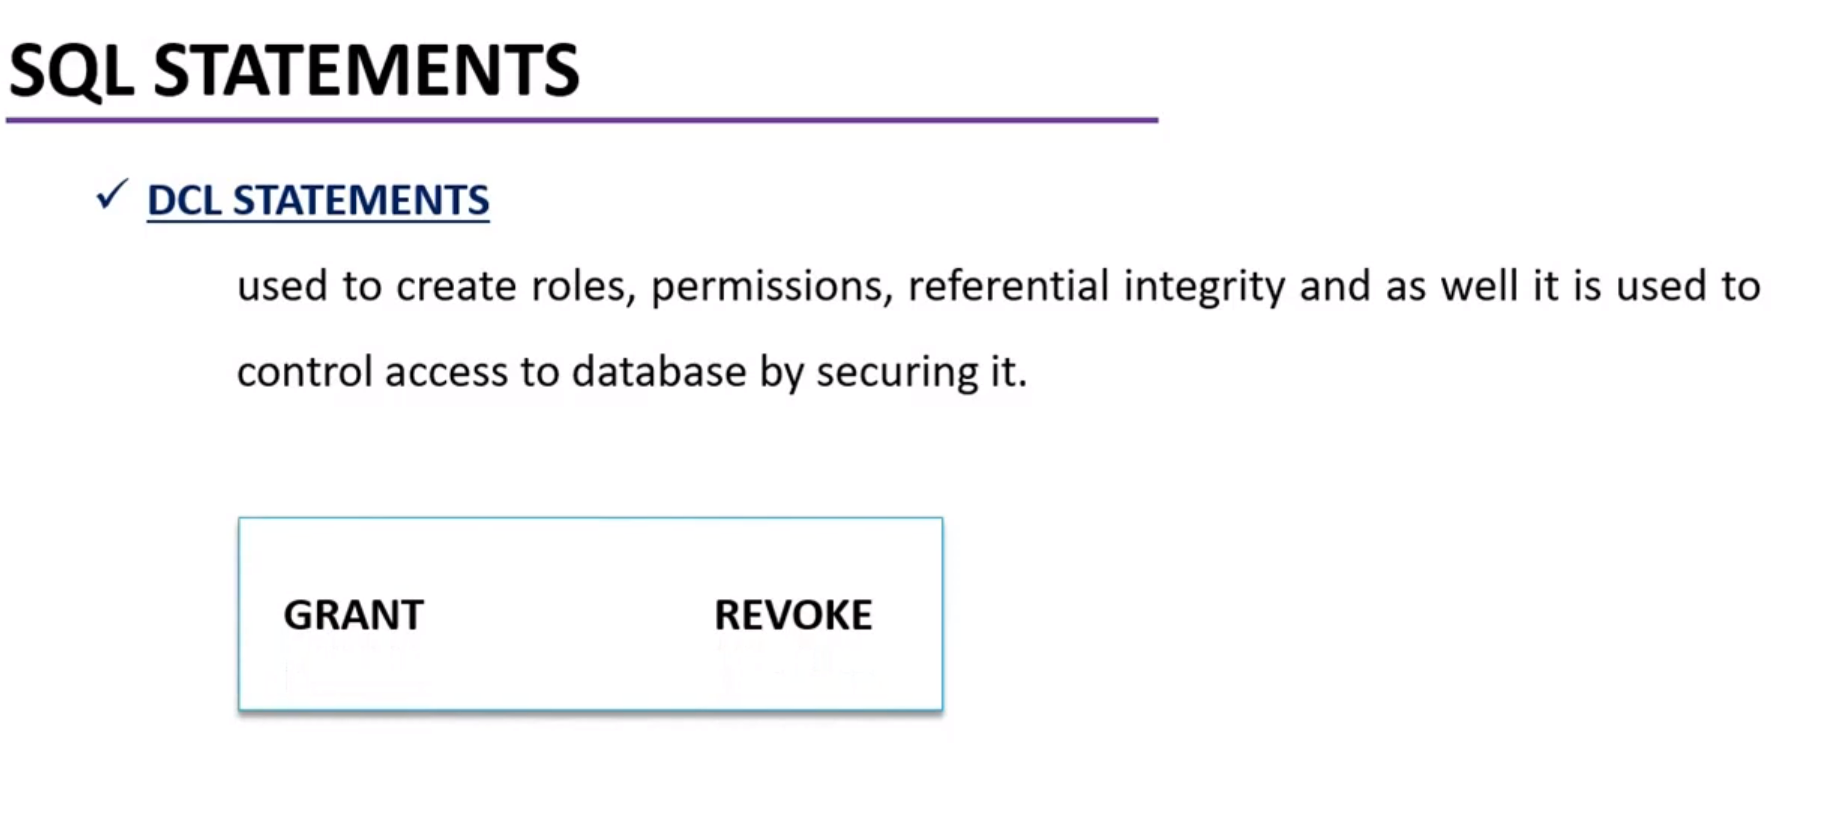 SQL STATEMENTS
✓ DCL STATEMENTS
used to create roles, permissions, referential integrity and as well it is used to
control access to database by securing it.
GRANT REVOKE